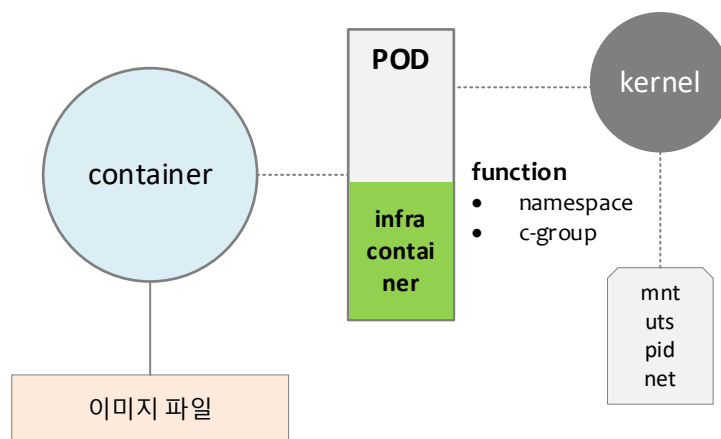 POD
kernel
container
function
• namespace
• c-group
infra
contai
ner
mnt
uts
pid
net
이미지 파일